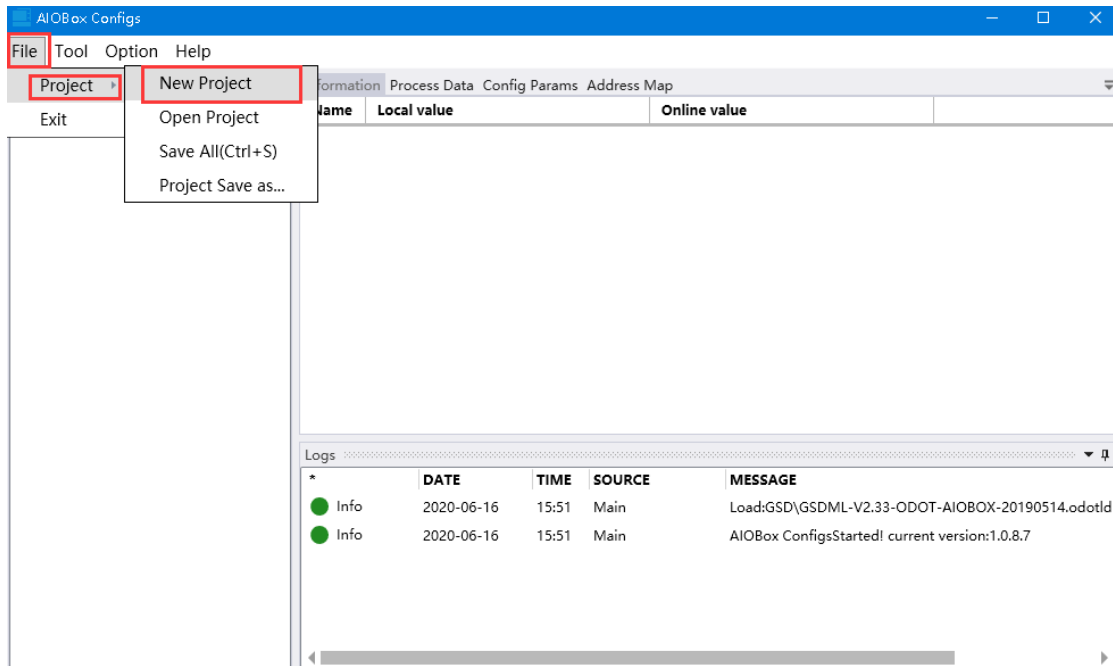 AIOBox Configs
File Tool Option Help
Project New Project
Exit Open Project
Save All(Ctrl+S)
Project Save as...
formation Process Data Config Params Address Map
Name Local value Online value
Logs
* DATE TIME SOURCE MESSAGE
Info 2020-06-16 15:51 Main Load:GSD\GSDML-V2.33-ODOT-AIOBOX-20190514.odotld
Info 2020-06-16 15:51 Main AIOBox ConfigsStarted! current version:1.0.8.7